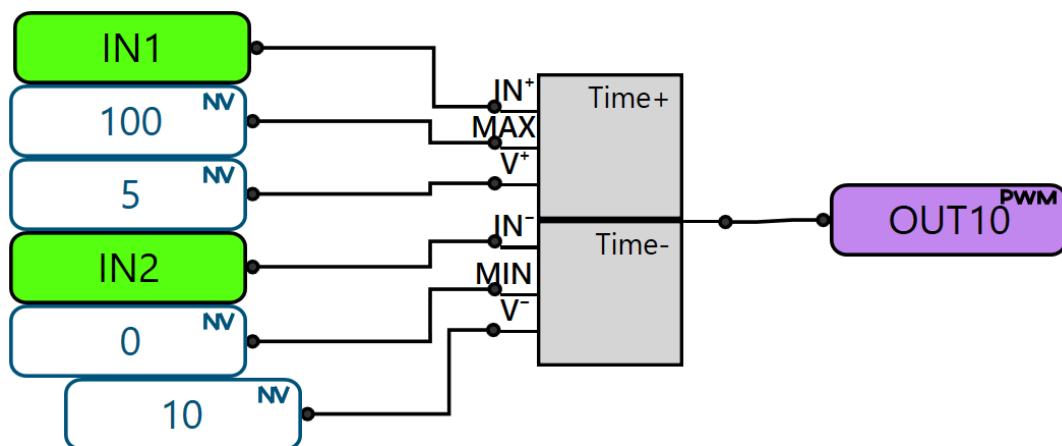 IN1
NV
100
NV
5
IN2
NV
0
NV
10
IN⁺
MAX
V⁺
IN⁻
MIN
V⁻
Time+
Time-
PWM
OUT10